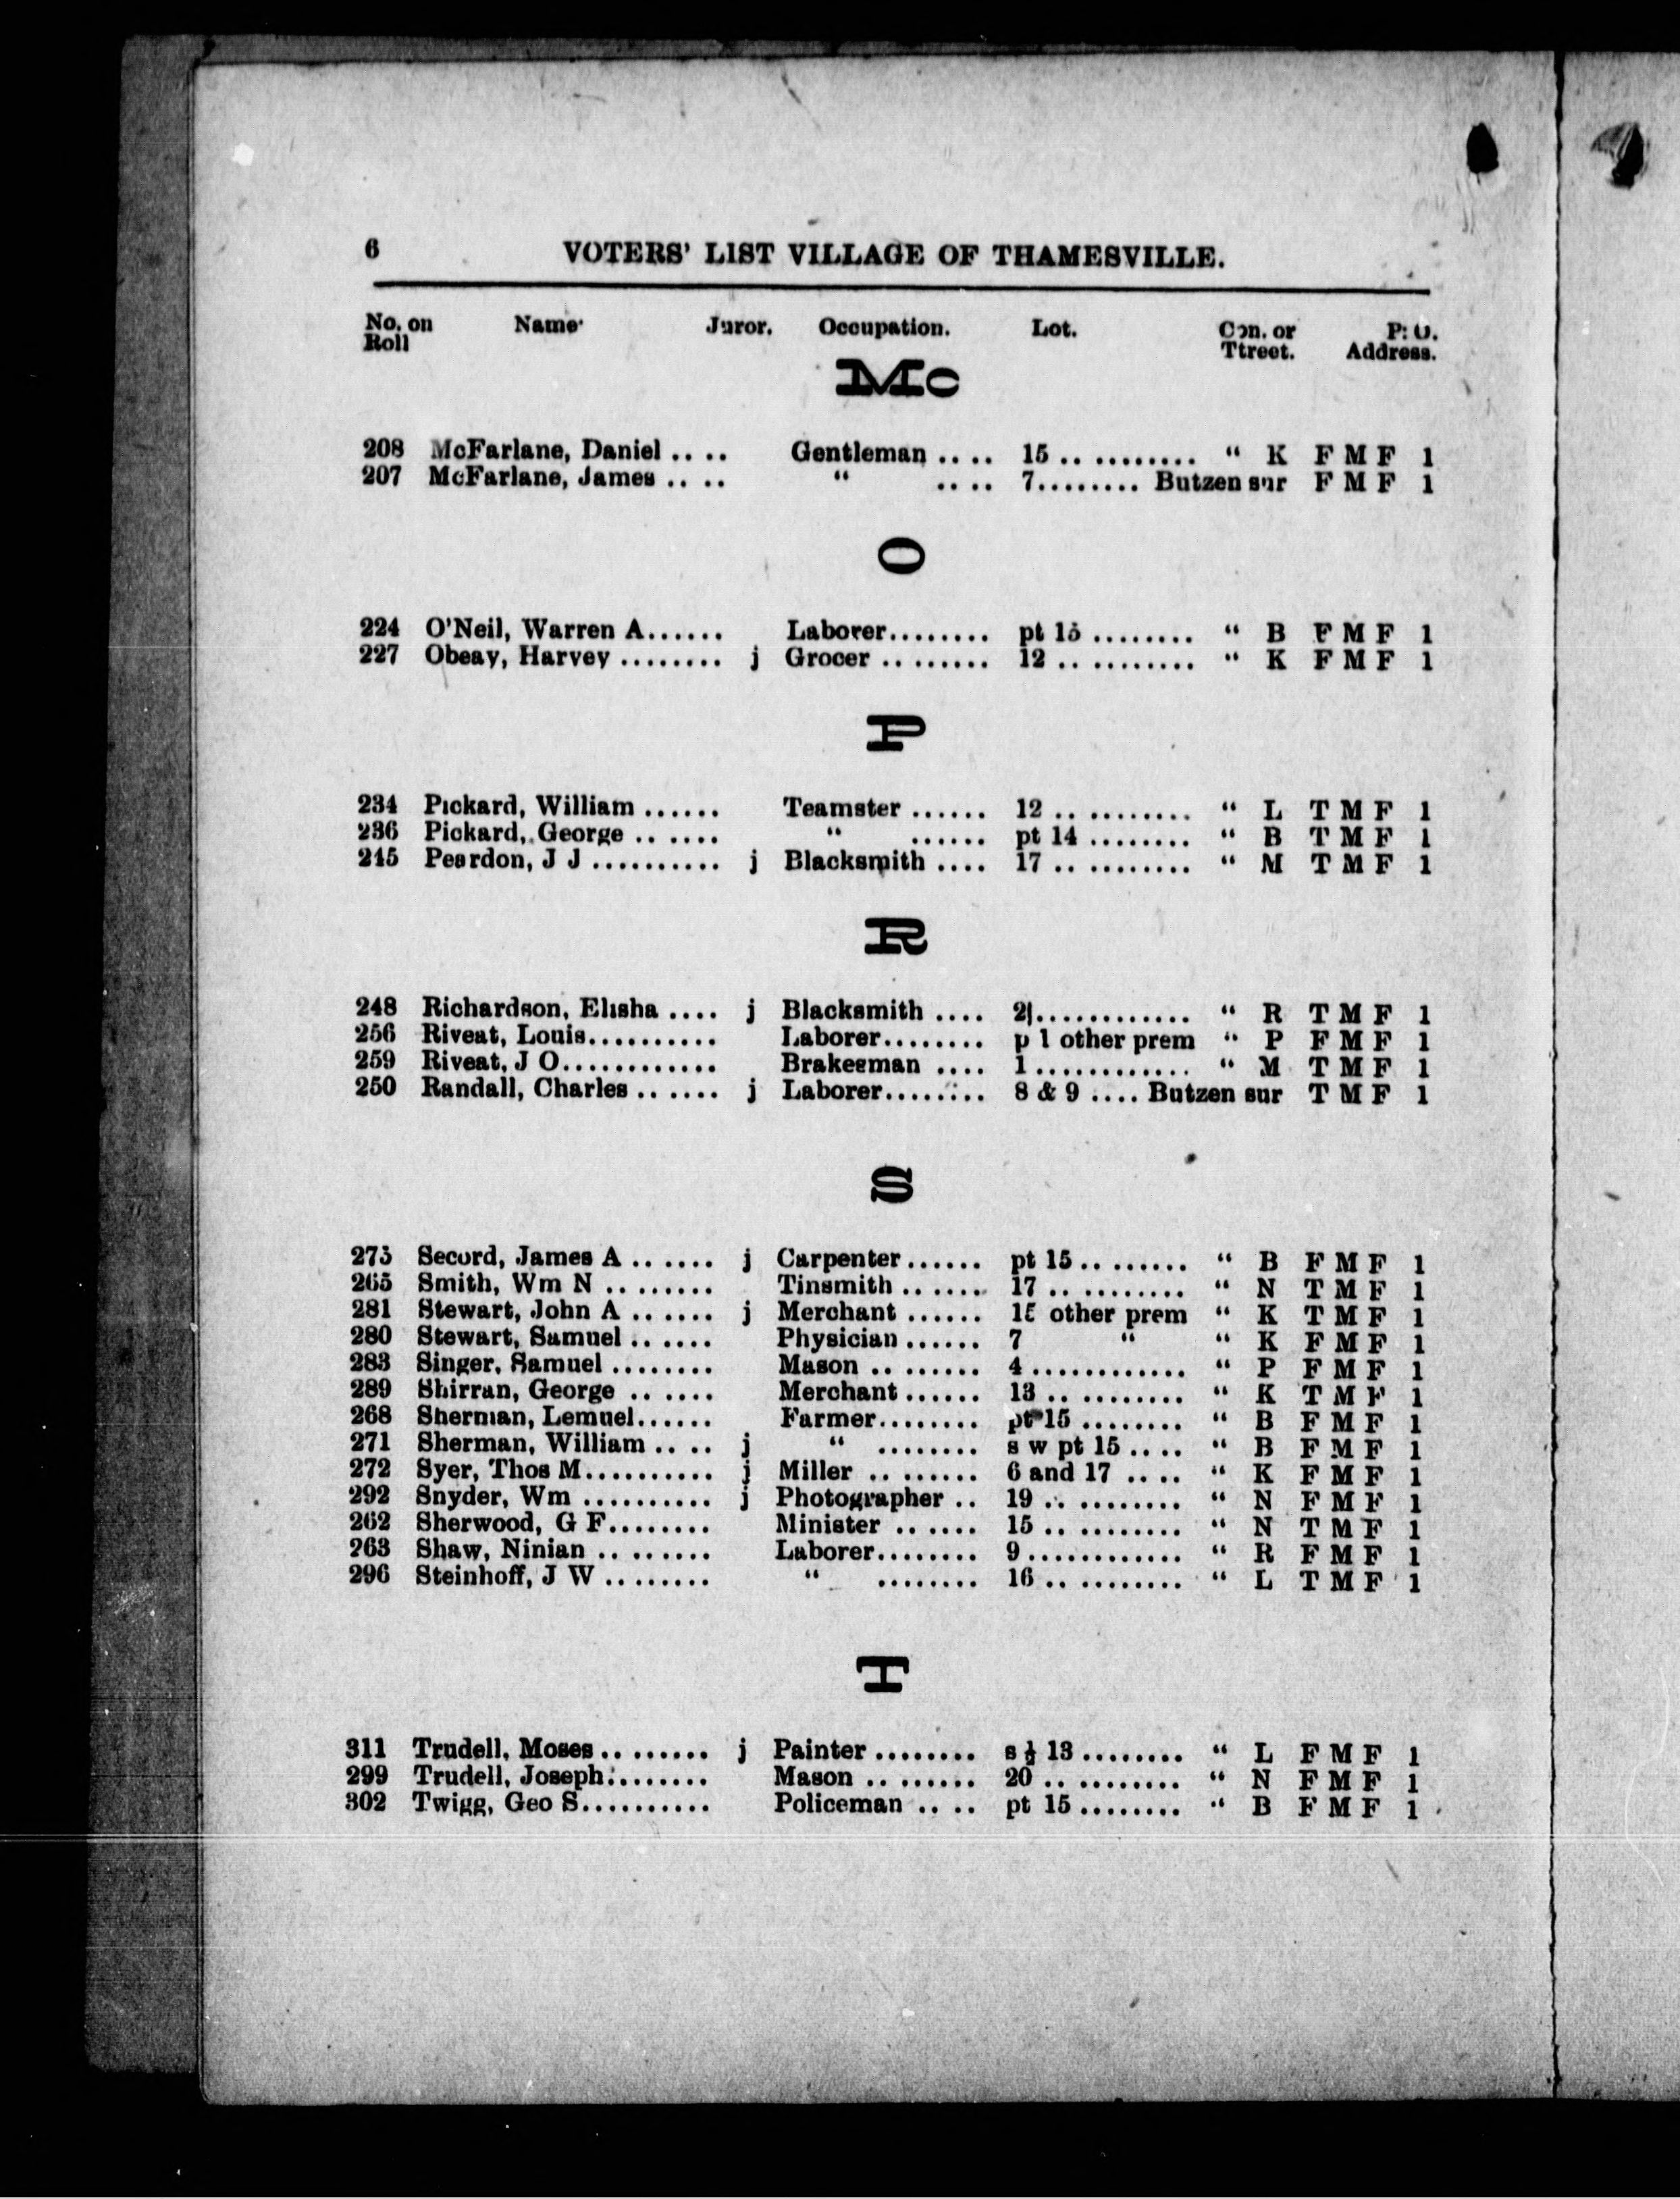 6 VOTERS' L1ST VILLAGE OF THAMESVILLE.
No. on Name Juror. Occupation. Lot. Con. or P: O.
Roll Ttreet. Address.
Mc
208 McFarlane, Daniel .... Gentleman .... 15 .. .......... “ K F M F 1
207 McFarlane, James .... “ .... 7........ Butzen sur F M F 1
O
224 O'Neil, Warren A...... Laborer........ pt 15 ........ “ B F M F 1
227 Obeay, Harvey ........ j Grocer ......... 12 .. .......... “ K F M F 1
P
234 Pickard, William ...... Teamster ...... 12 .. .......... “ L T M F 1
236 Pickard, George .. .... “ ...... pt 14 ........ “ B T M F 1
245 Peardon, J J .......... j Blacksmith .... 17 .. ......... “ M T M F 1
R
248 Richardson, Elisha .... j Blacksmith .... 2............ “ R T M F 1
256 Riveat, Louis.......... Laborer........ p 1 other prem “ P F M F 1
259 Riveat, J O............ Brakesman .... 1............ “ M T M F 1
250 Randall, Charles .. .... j Laborer........ 8 & 9 .... Butzen sur T M F 1
S
275 Secord, James A .. .... j Carpenter...... pt 15.. ....... “ B F M F 1
265 Smith, Wm N .. ....... Tinsmith .. .... 17 .. ......... “ N T M F 1
281 Stewart, John A .. .... j Merchant ...... 15 other prem “ K T M F 1
280 Stewart, Samuel .. .... Physician ...... 7 “ “ K F M F 1
283 Singer, Samuel ........ Mason .. ....... 4 ............. “ P F M F 1
289 Shirran, George .. .... Merchant ...... 13 .. ......... “ K T M F 1
268 Sherman, Lemuel...... Farmer........ pt 15 ........ “ B F M F 1
271 Sherman, William .. .. j “ ........ s w pt 15 .... “ B F M F 1
272 Syer, Thos M.......... j Miller .. ....... 6 and 17 .... “ K F M F 1
292 Snyder, Wm .......... j Photographer .. 19 .. ......... “ N F M F 1
262 Sherwood, G F........ Minister .. .... 15 .. ......... “ N T M F 1
263 Shaw, Ninian .. ....... Laborer........ 9............. “ R F M F 1
296 Steinhoff, J W .. ...... “ ........ 16 .. ......... “ L T M F 1
T
311 Trudell, Moses .. ...... j Painter ........ s ½ 13 ........ “ L F M F 1
299 Trudell, Joseph........ Mason .. ....... 20 .. ......... “ N F M F 1
302 Twigg, Geo S.......... Policeman .. .. pt 15 ........ “ B F M F 1